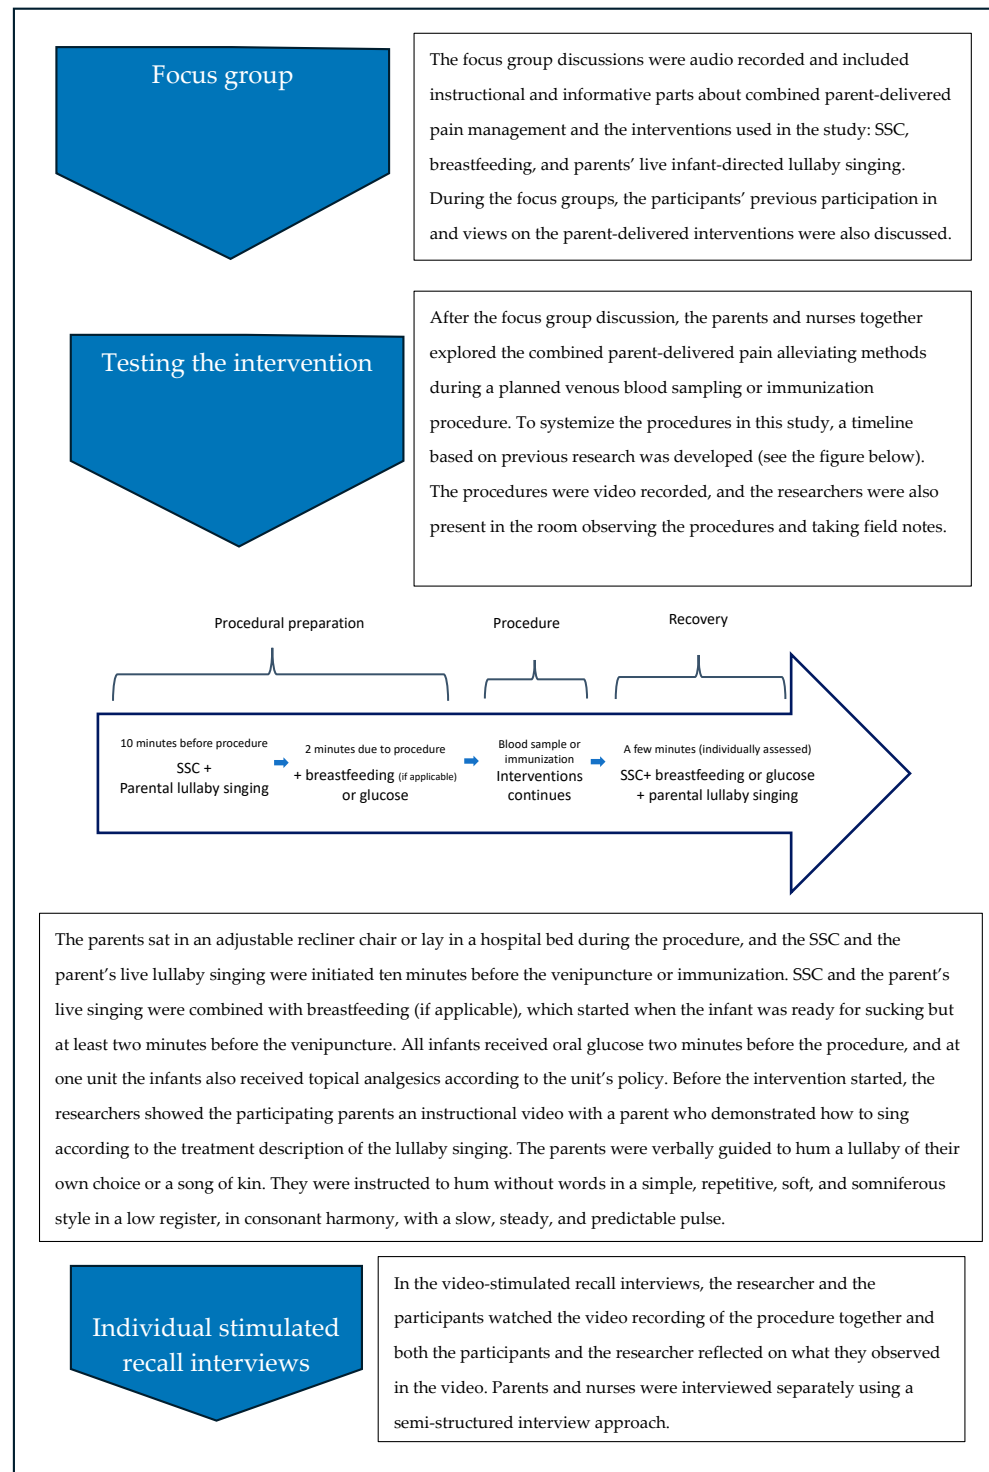 Focus group
The focus group discussions were audio recorded and included
instructional and informative parts about combined parent-delivered
pain management and the interventions used in the study: SSC,
breastfeeding, and parents’ live infant-directed lullaby singing.
During the focus groups, the participants’ previous participation in
and views on the parent-delivered interventions were also discussed.
Testing the intervention
After the focus group discussion, the parents and nurses together
explored the combined parent-delivered pain alleviating methods
during a planned venous blood sampling or immunization
procedure. To systemize the procedures in this study, a timeline
based on previous research was developed (see the figure below).
The procedures were video recorded, and the researchers were also
present in the room observing the procedures and taking field notes.
Procedural preparation
Procedure
Recovery
10 minutes before procedure
SSC +
Parental lullaby singing
2 minutes due to procedure
+ breastfeeding (if applicable)
or glucose
Blood sample or
immunization
Interventions
continues
A few minutes (individually assessed)
SSC+ breastfeeding or glucose
+ parental lullaby singing
The parents sat in an adjustable recliner chair or lay in a hospital bed during the procedure, and the SSC and the
parent’s live lullaby singing were initiated ten minutes before the venipuncture or immunization. SSC and the parent’s
live singing were combined with breastfeeding (if applicable), which started when the infant was ready for sucking but
at least two minutes before the venipuncture. All infants received oral glucose two minutes before the procedure, and at
one unit the infants also received topical analgesics according to the unit’s policy. Before the intervention started, the
researchers showed the participating parents an instructional video with a parent who demonstrated how to sing
according to the treatment description of the lullaby singing. The parents were verbally guided to hum a lullaby of their
own choice or a song of kin. They were instructed to hum without words in a simple, repetitive, soft, and somniferous
style in a low register, in consonant harmony, with a slow, steady, and predictable pulse.
Individual stimulated
recall interviews
In the video-stimulated recall interviews, the researcher and the
participants watched the video recording of the procedure together and
both the participants and the researcher reflected on what they observed
in the video. Parents and nurses were interviewed separately using a
semi-structured interview approach.